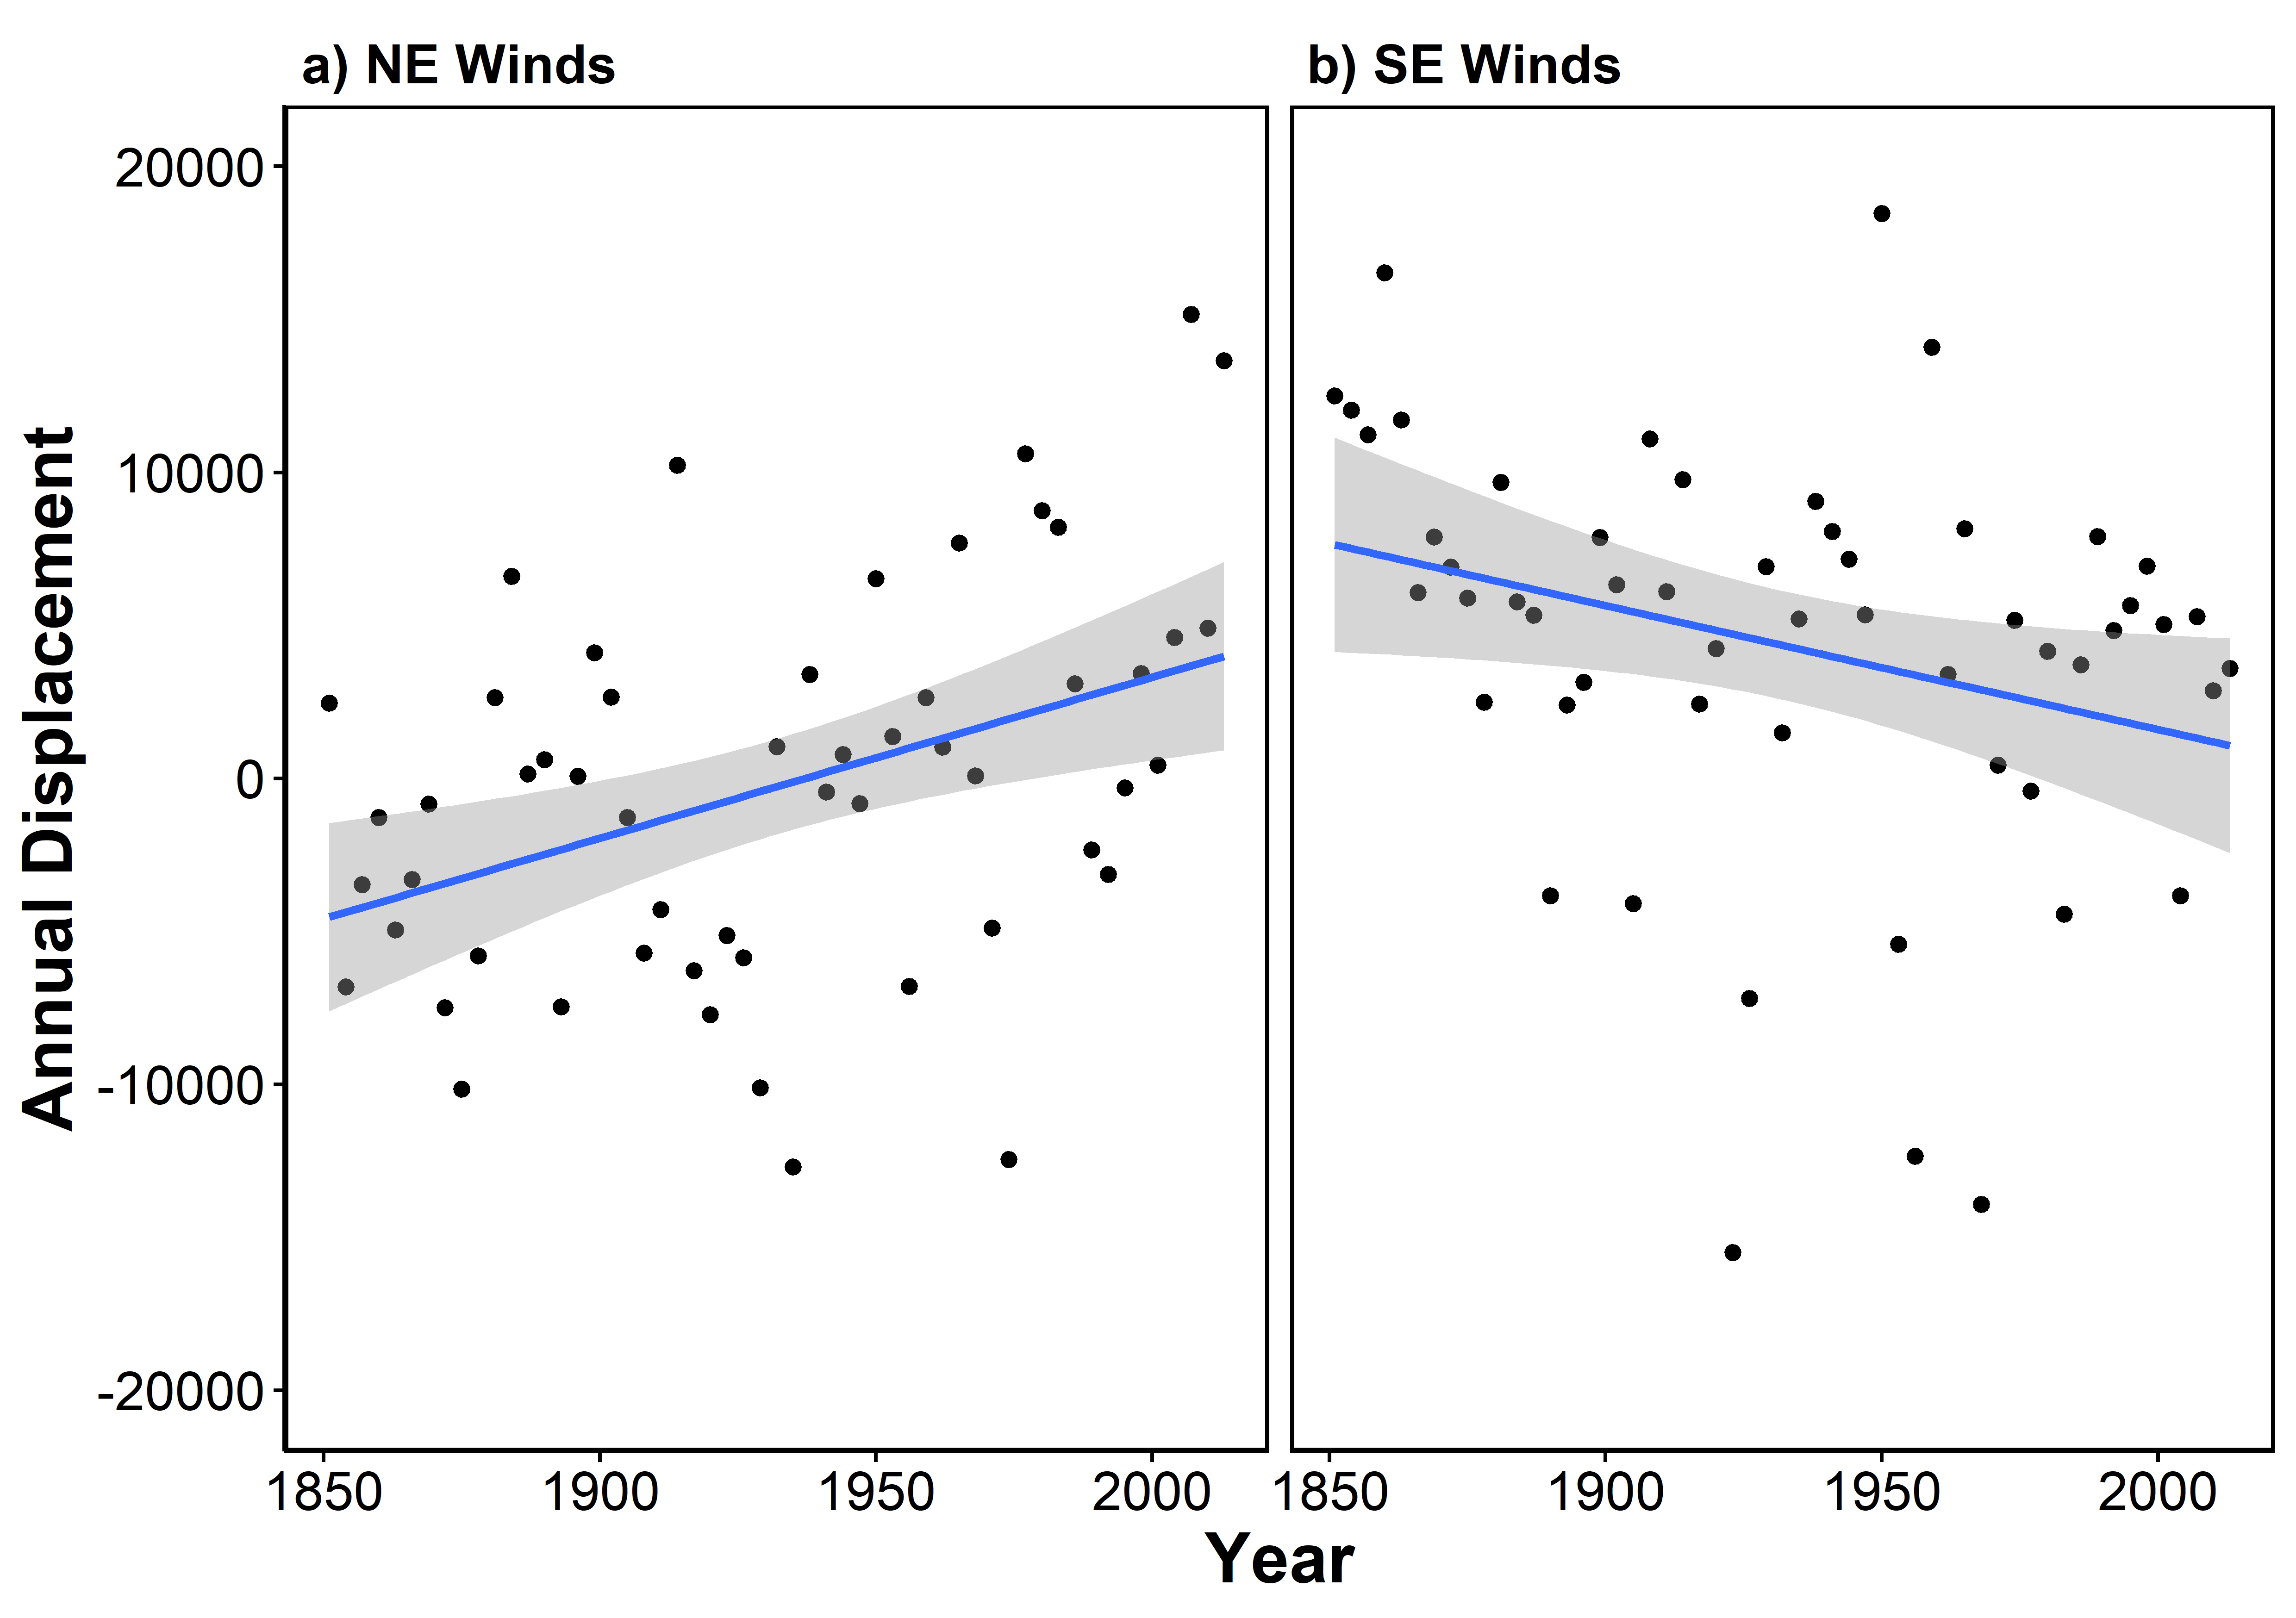 a) NE Winds
b) SE Winds
Annual Displacement
20000
10000
0
-10000
-20000
1850 1900 1950 2000
1850 1900 1950 2000
Year